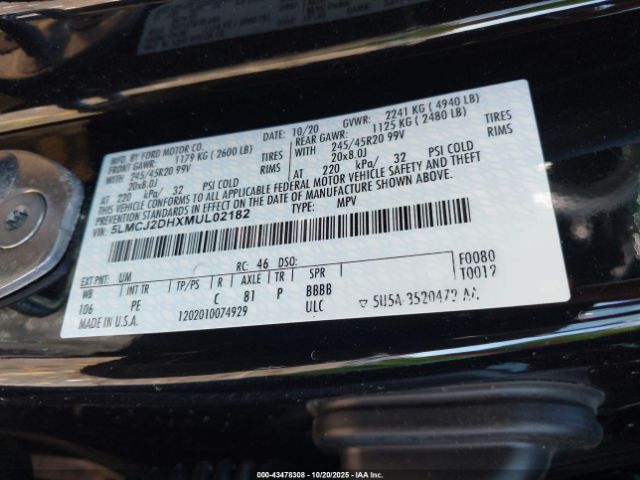 MFD. BY FORD MOTOR CO. DATE: 10/20 GVWR: 2241 KG ( 4940 LB)
FRONT GAWR: 1179 KG ( 2600 LB) REAR GAWR: 1125 KG ( 2480 LB)
WITH 245/45R20 99V TIRES WITH 245/45R20 99V TIRES
20x8.0J RIMS 20x8.0J RIMS
AT 220 kPa/ 32 PSI COLD AT 220 kPa/ 32 PSI COLD
THIS VEHICLE CONFORMS TO ALL APPLICABLE FEDERAL MOTOR VEHICLE SAFETY AND THEFT
PREVENTION STANDARDS IN EFFECT ON THE DATE OF MANUFACTURE SHOWN ABOVE.
VIN: 5LMCJ2DHXMUL02182 TYPE: MPV
EXT PNT: UM RC: 46 DSO: F0080
WB INT TR TP/PS R AXLE TR SPR T0012
106 PE C 81 P BBBB
MADE IN U.S.A. 1202010074929 ULC ▽ 5U5A-3520472-AA
000-43478308 - 10/20/2025 - IAAI.COM